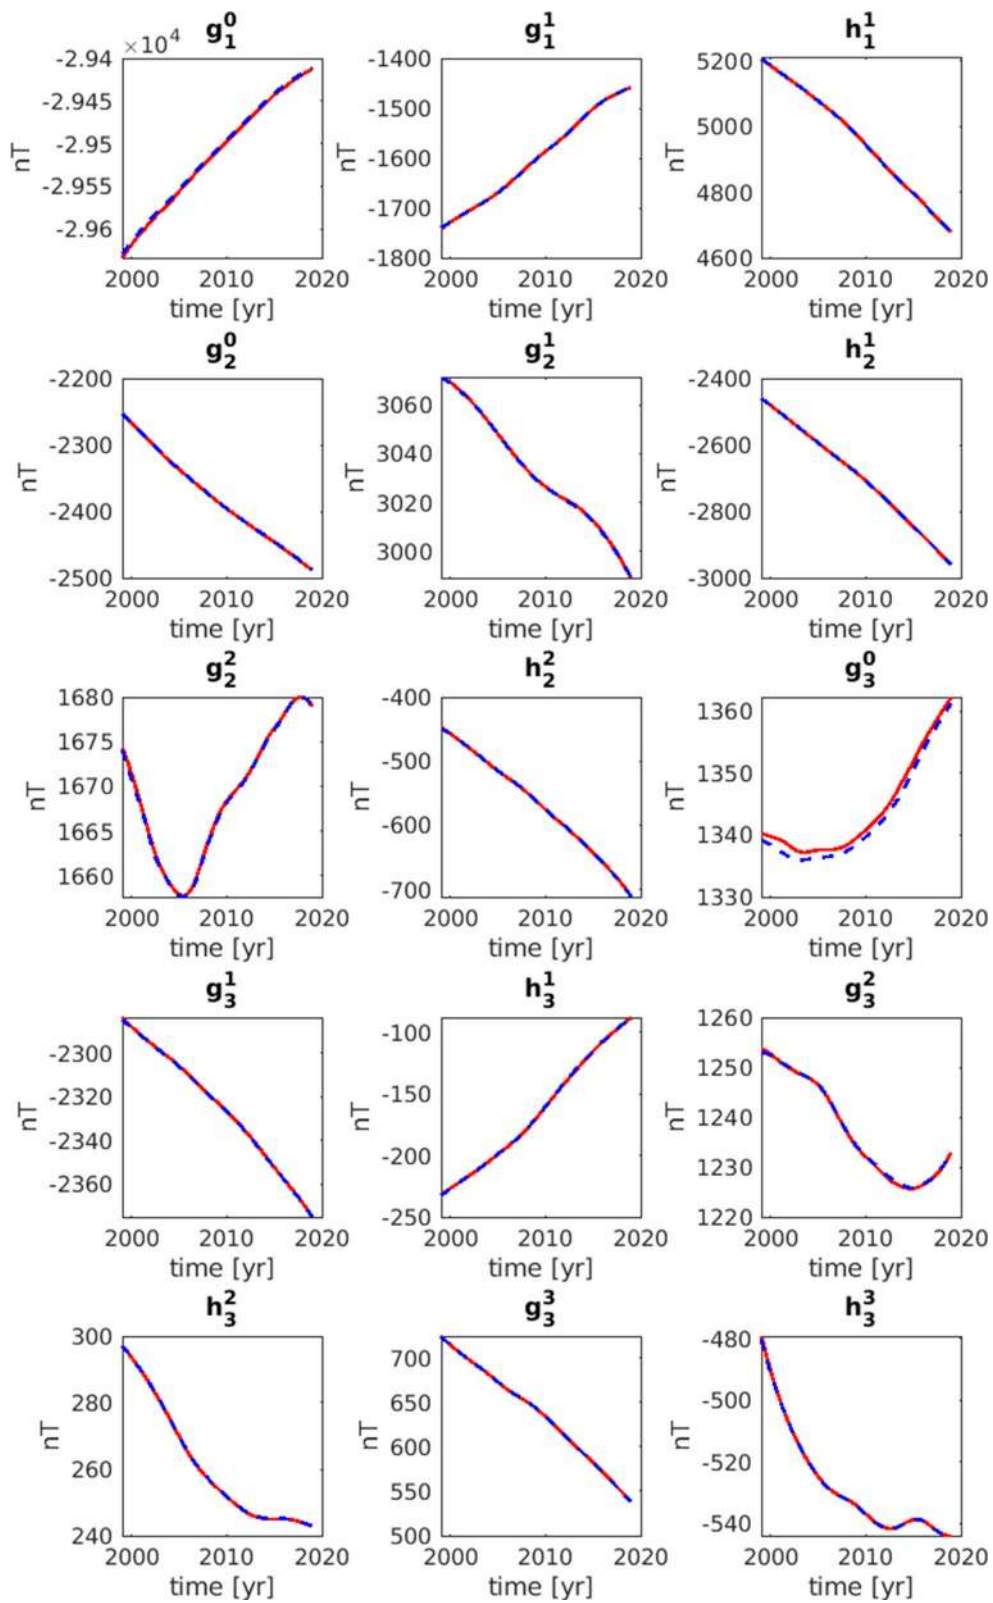 g₁⁰ g₁¹ h₁¹
×10⁴
-2.94 -1400 5200
-2.945 -1500 5000
-2.95 -1600 4800
-2.955 -1700 4600
-2.96 -1800
nT nT nT
2000 2010 2020 2000 2010 2020 2000 2010 2020
time [yr] time [yr] time [yr]
g₂⁰ g₂¹ h₂¹
-2200 3060 -2400
-2300 3040 -2600
-2400 3020 -2800
-2500 3000 -3000
nT nT nT
2000 2010 2020 2000 2010 2020 2000 2010 2020
time [yr] time [yr] time [yr]
g₂² h₂² g₃⁰
1680 -400 1360
1675 -500 1350
1670 -600 1340
1665 -700 1330
1660
nT nT nT
2000 2010 2020 2000 2010 2020 2000 2010 2020
time [yr] time [yr] time [yr]
g₃¹ h₃¹ g₃²
-2300 -100 1260
-2320 -150 1250
-2340 -200 1240
-2360 -250 1230
1220
nT nT nT
2000 2010 2020 2000 2010 2020 2000 2010 2020
time [yr] time [yr] time [yr]
h₃² g₃³ h₃³
300 700 -480
280 650 -500
260 600 -520
240 550 -540
500
nT nT nT
2000 2010 2020 2000 2010 2020 2000 2010 2020
time [yr] time [yr] time [yr]